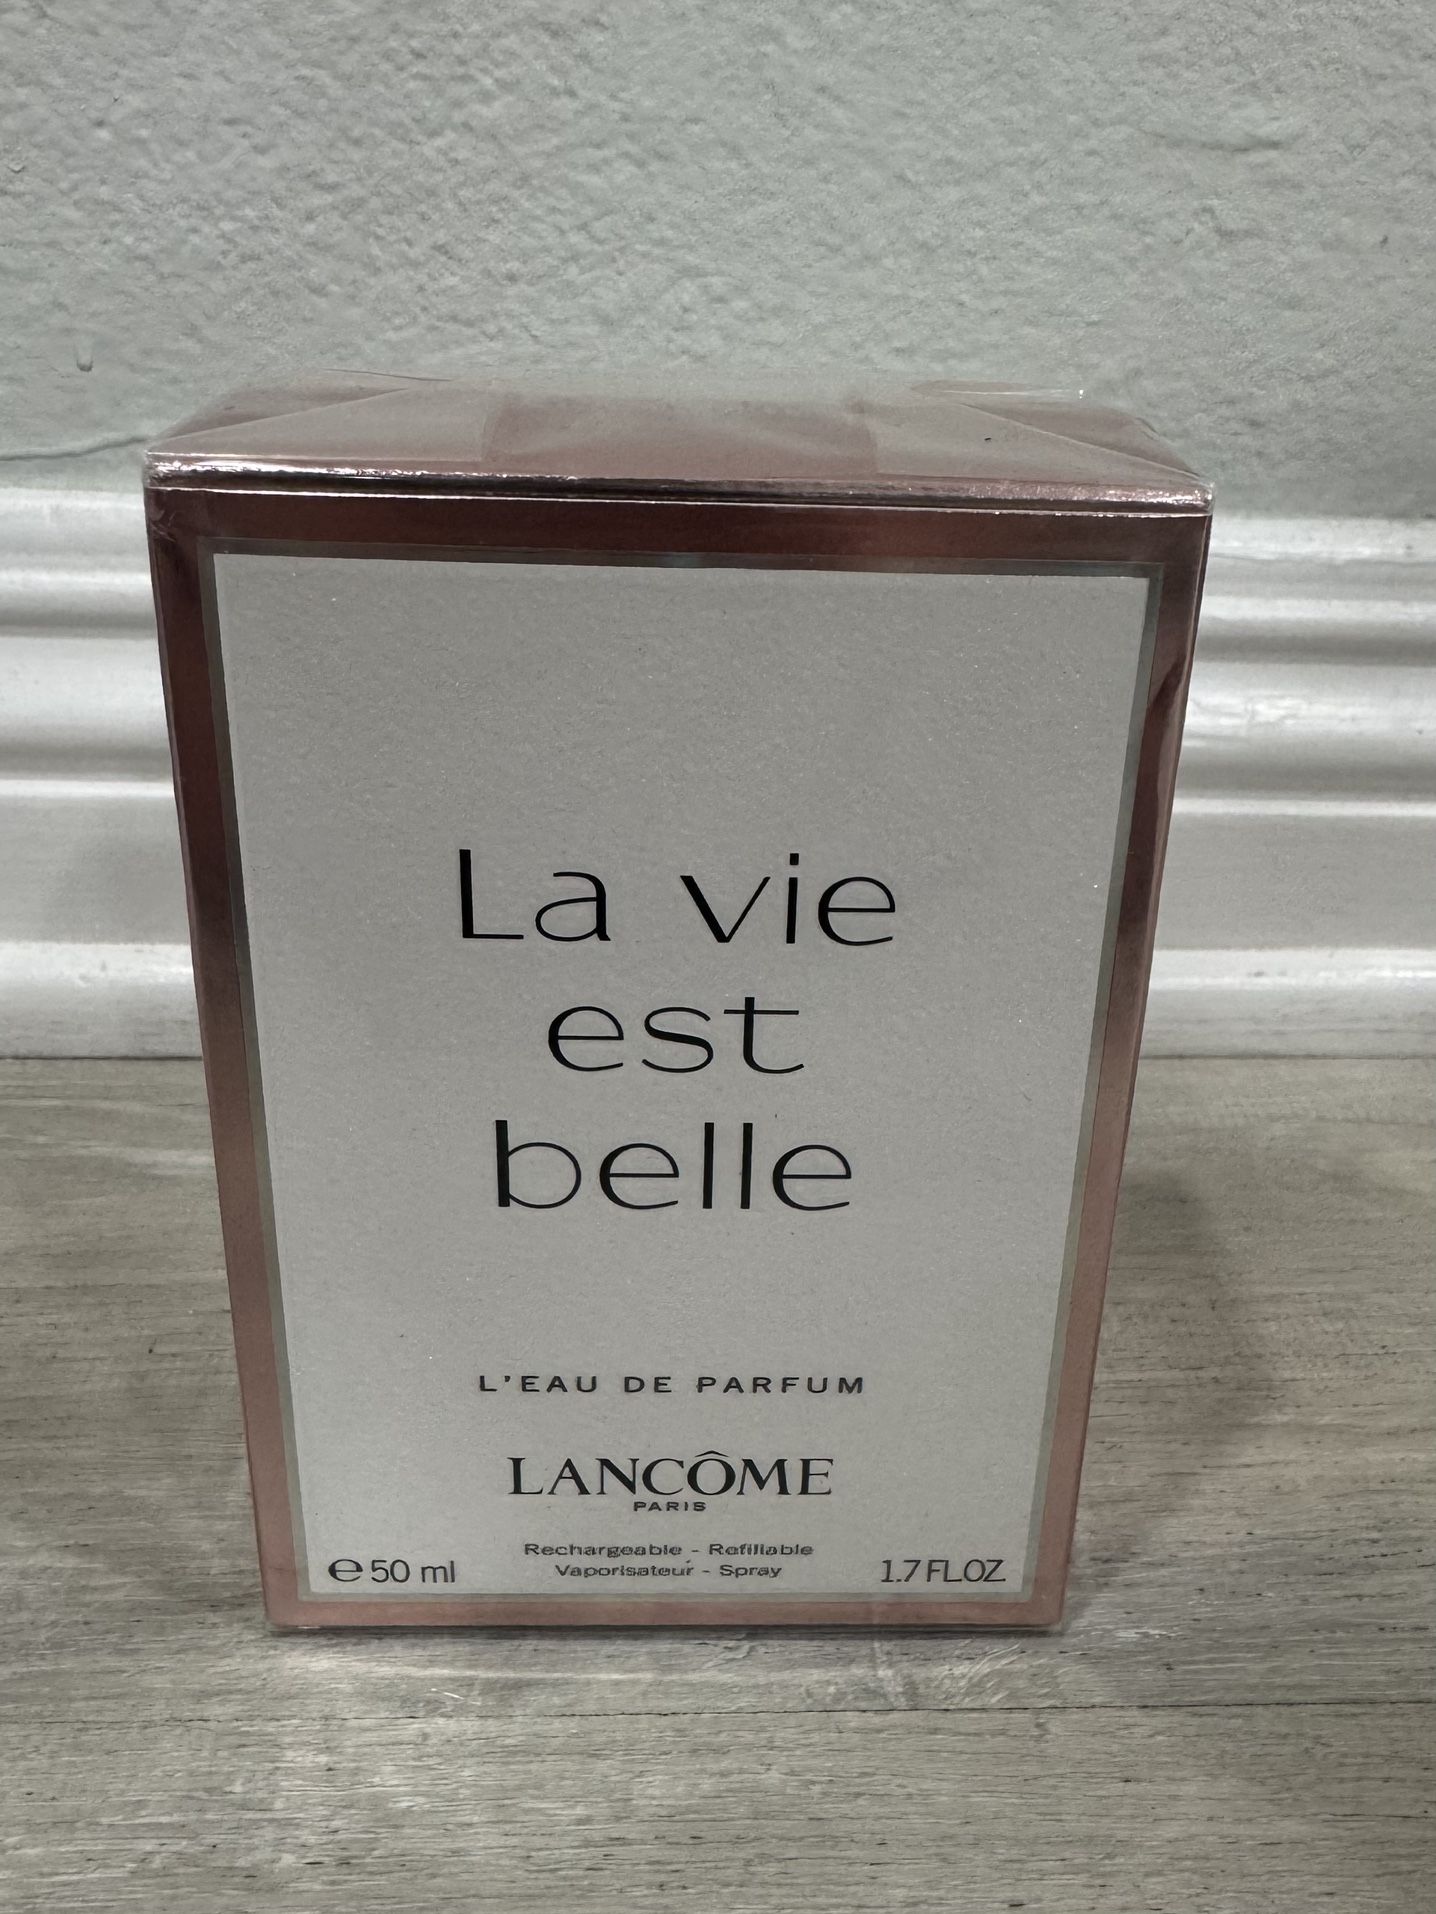 La vie
est
belle
L'EAU DE PARFUM
LANCÔME
PARIS
Rechargeable - Refillable
Vaporisateur - Spray
℮ 50 ml
1.7 FL.OZ